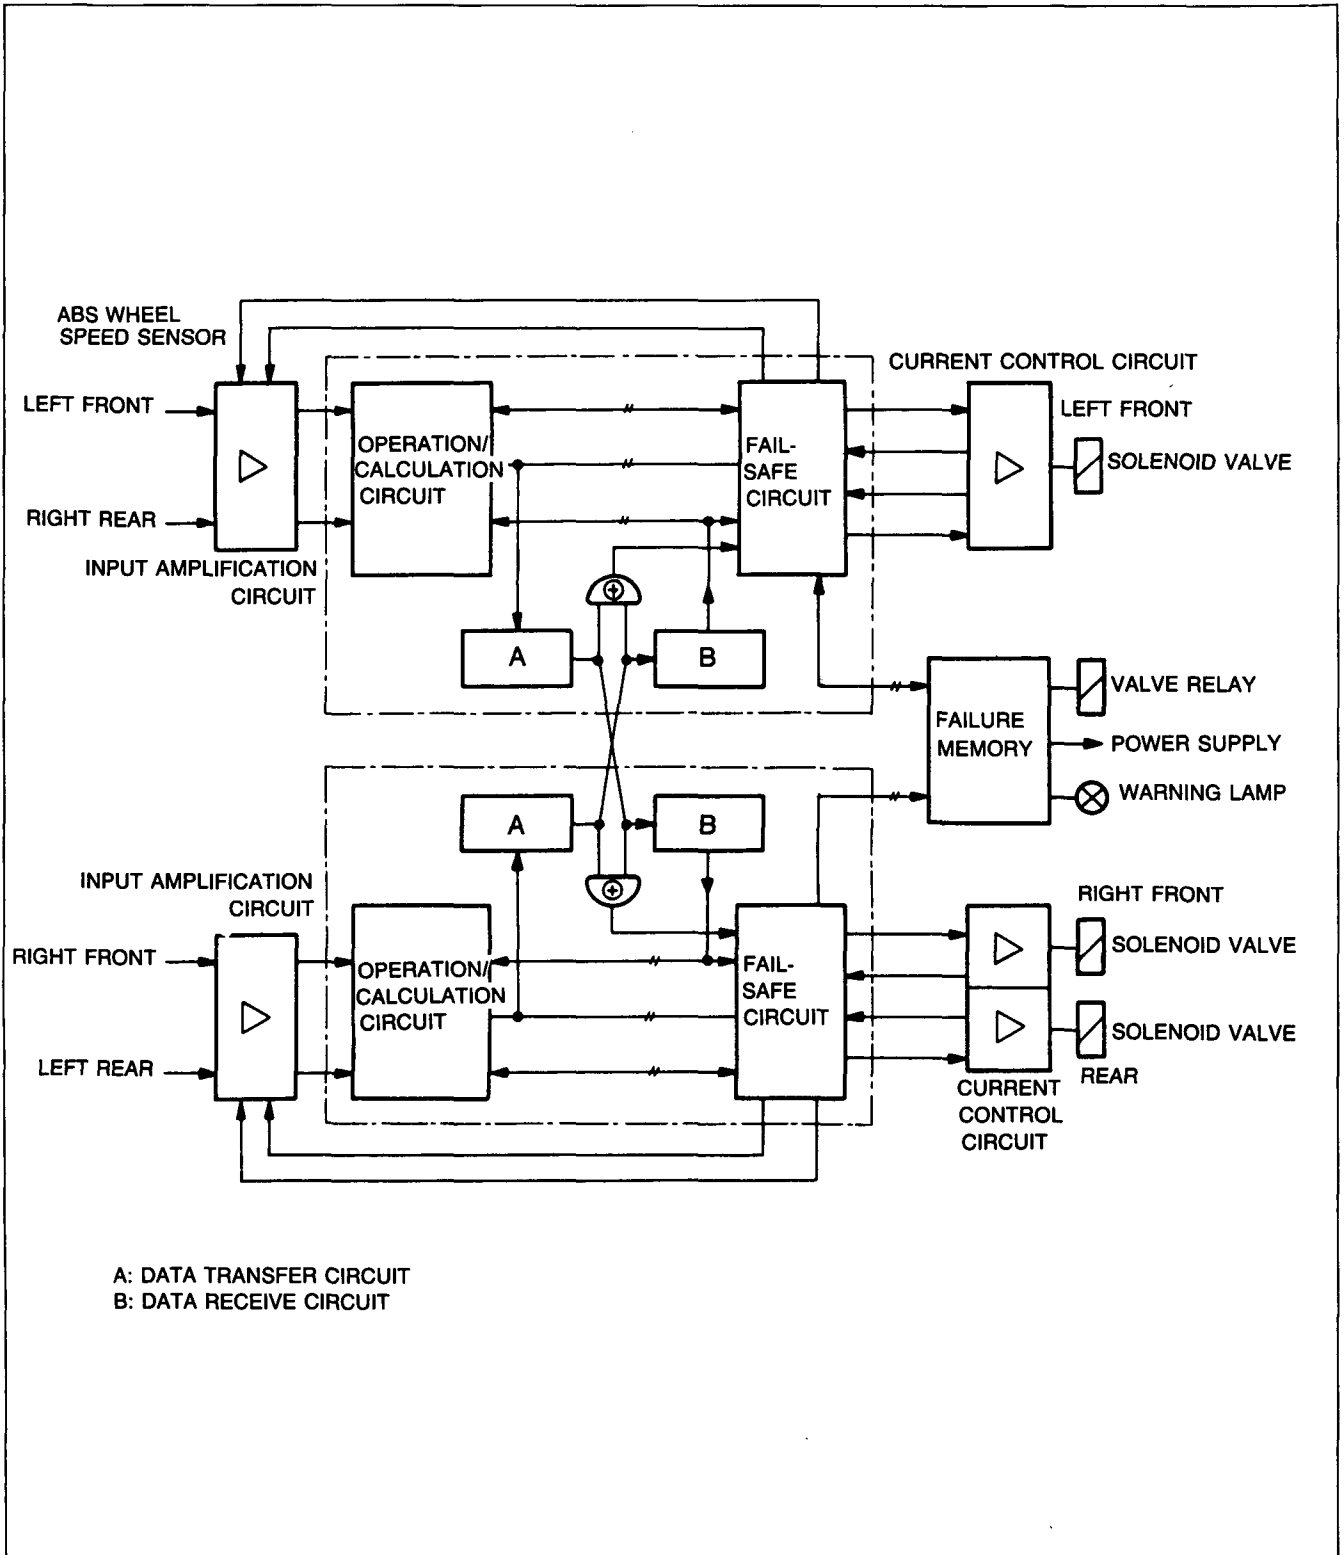 ABS WHEEL
SPEED SENSOR
CURRENT CONTROL CIRCUIT
LEFT FRONT
LEFT FRONT
OPERATION/
CALCULATION
CIRCUIT
FAIL-
SAFE
CIRCUIT
SOLENOID VALVE
RIGHT REAR
INPUT AMPLIFICATION
CIRCUIT
A
B
VALVE RELAY
FAILURE
MEMORY
POWER SUPPLY
WARNING LAMP
A
B
INPUT AMPLIFICATION
CIRCUIT
RIGHT FRONT
RIGHT FRONT
OPERATION/
CALCULATION
CIRCUIT
FAIL-
SAFE
CIRCUIT
SOLENOID VALVE
SOLENOID VALVE
LEFT REAR
REAR
CURRENT
CONTROL
CIRCUIT
A: DATA TRANSFER CIRCUIT
B: DATA RECEIVE CIRCUIT